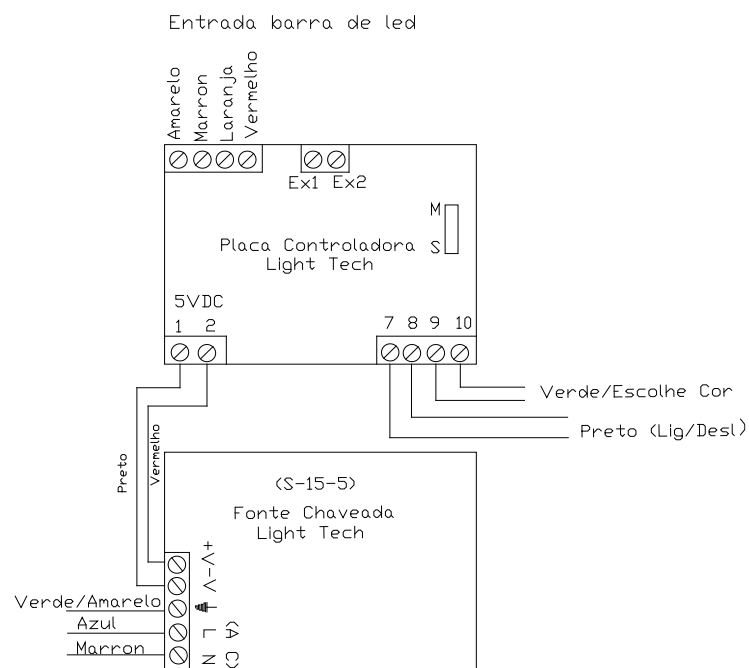 Entrada barra de led
Amarelo
Marron
Laranja
Vermelho
Ex1 Ex2
M
Placa Controladora
S
Light Tech
5VDC
1 2
7 8 9 10
Verde/Escolhe Cor
Preto (Lig/Desl)
Preto
Vermelho
(S-15-5)
Fonte Chaveada
Light Tech
+V-V
Verde/Amarelo
Azul
L
Marron
N
(A C)